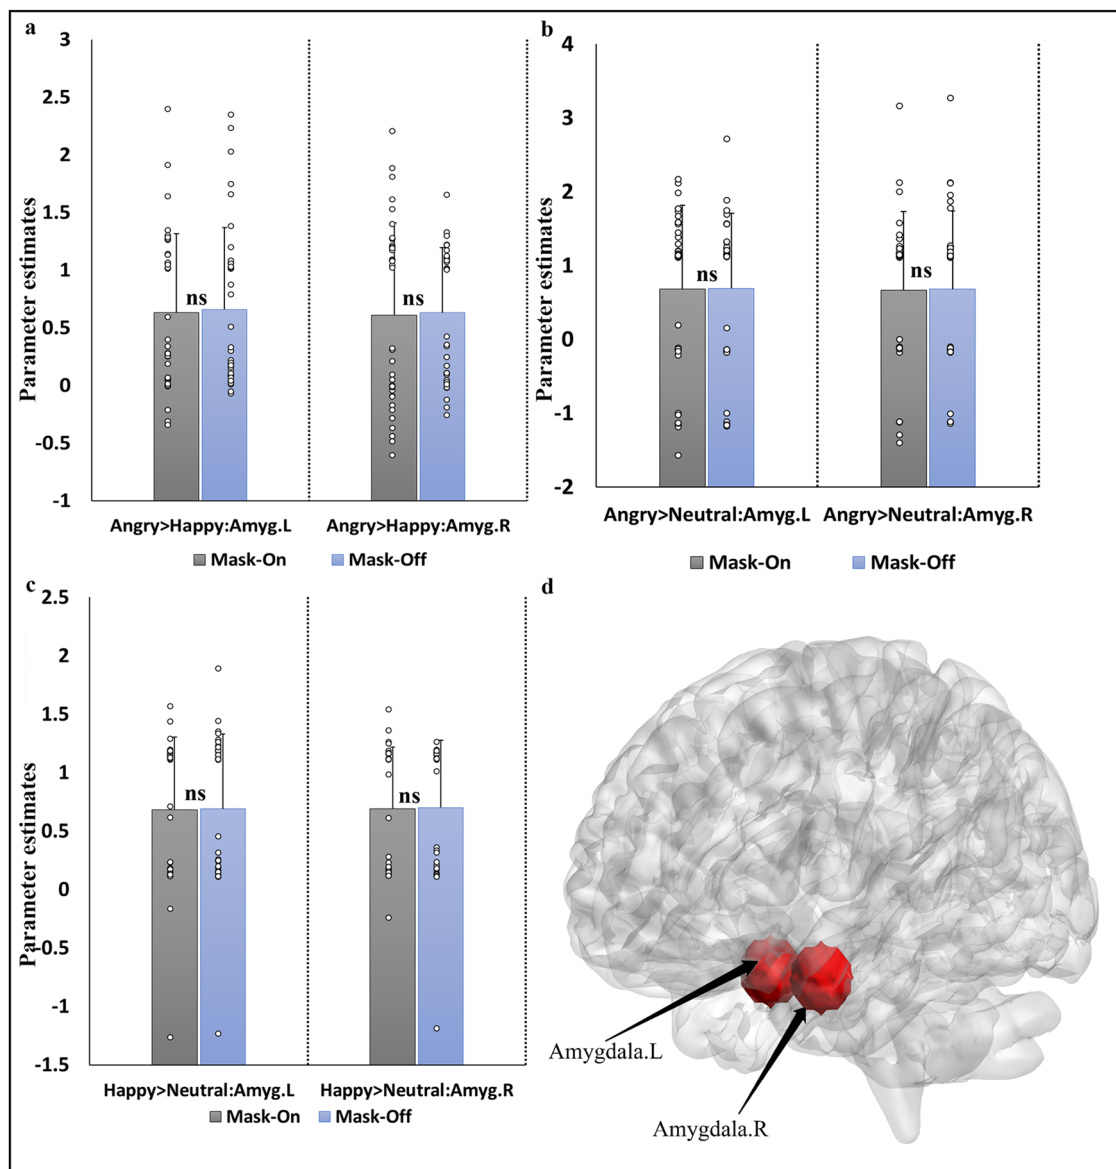 a
3
2.5
2
1.5
1
0.5
0
-0.5
-1
Parameter estimates
ns
ns
Angry>Happy:Amyg.L
Angry>Happy:Amyg.R
Mask-On
Mask-Off
b
4
3
2
1
0
-1
-2
Parameter estimates
ns
ns
Angry>Neutral:Amyg.L
Angry>Neutral:Amyg.R
Mask-On
Mask-Off
c
2.5
2
1.5
1
0.5
0
-0.5
-1
-1.5
Parameter estimates
ns
ns
Happy>Neutral:Amyg.L
Happy>Neutral:Amyg.R
Mask-On
Mask-Off
d
Amygdala.L
Amygdala.R